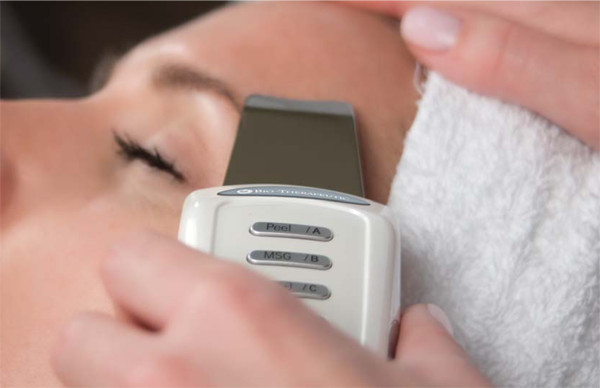 BIO-THERAPEUTIC
Peel /A
MSG /B
/C